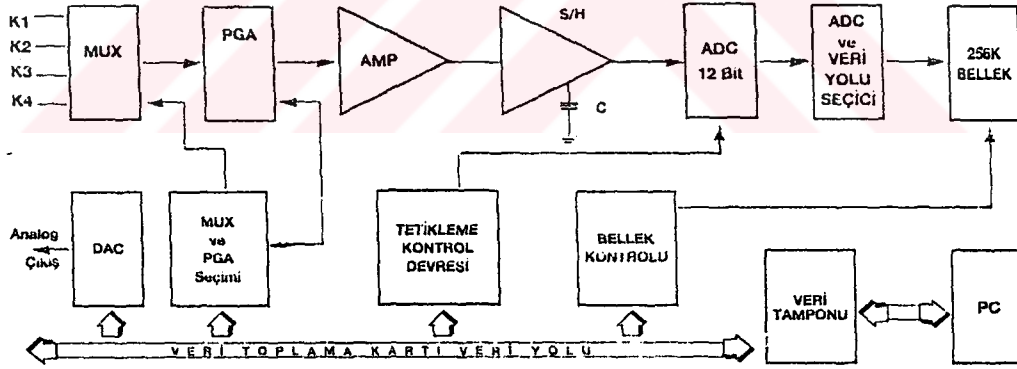 K1
K2
K3
K4
MUX
PGA
AMP
S/H
C
ADC
12 Bit
ADC
ve
VERİ
YOLU
SEÇİCİ
256K
BELLEK
Analog
Çıkış
DAC
MUX
ve
PGA
Seçimi
TETİKLEME
KONTROL
DEVRESİ
BELLEK
KONTROLU
VERİ
TAMPONU
PC
VERİ TOPLAMA KARTI VERİ YOLU